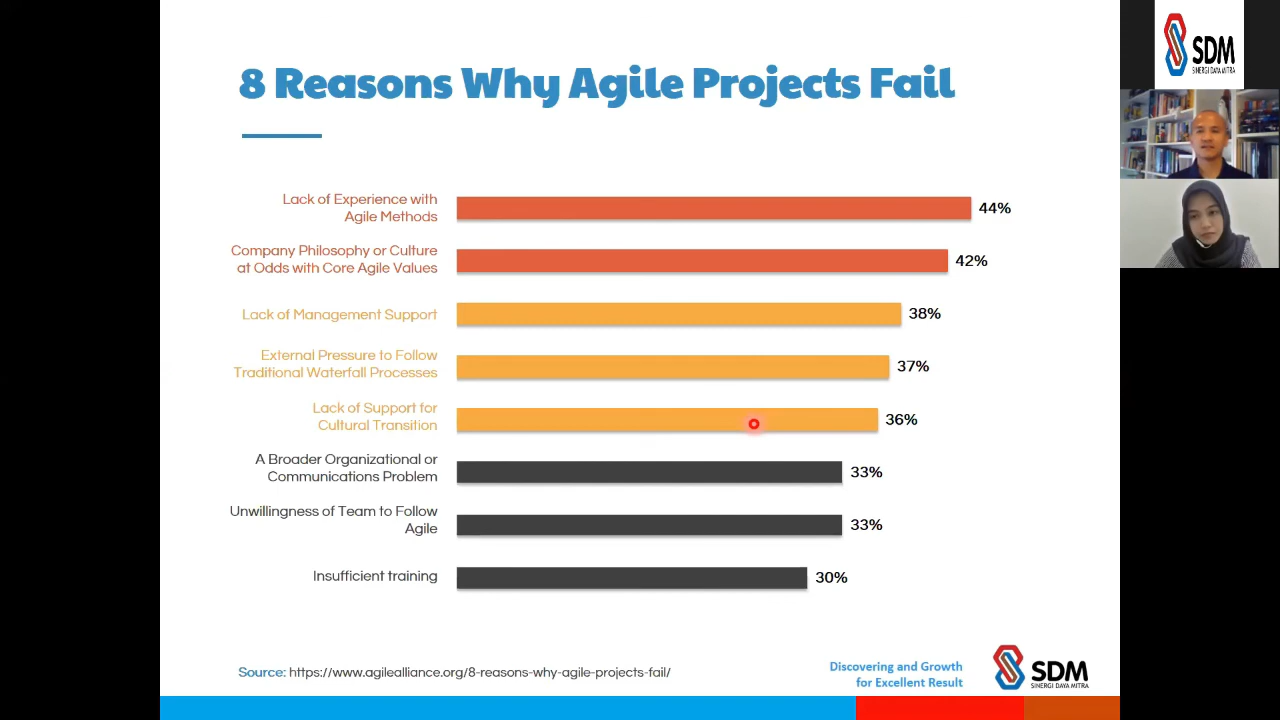 8 Reasons Why Agile Projects Fail
Lack of Experience with
Agile Methods
44%
Company Philosophy or Culture
at Odds with Core Agile Values
42%
Lack of Management Support
38%
External Pressure to Follow
Traditional Waterfall Processes
37%
Lack of Support for
Cultural Transition
36%
A Broader Organizational or
Communications Problem
33%
Unwillingness of Team to Follow
Agile
33%
Insufficient training
30%
Source: https://www.agilealliance.org/8-reasons-why-agile-projects-fail/
Discovering and Growth
for Excellent Result
SDM
SINERGI DAYA MITRA
SDM
SINERGI DAYA MITRA